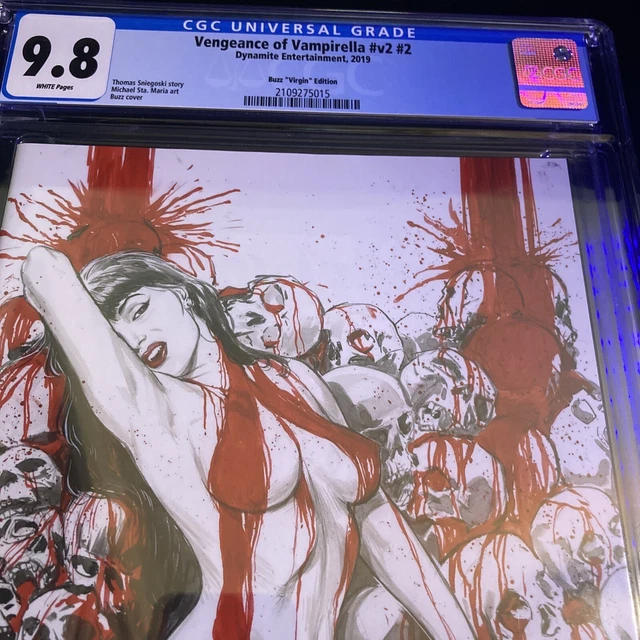 CGC UNIVERSAL GRADE
9.8
WHITE Pages
Vengeance of Vampirella #v2 #2
Dynamite Entertainment, 2019
Thomas Sniegoski story
Michael Sta. Maria art
Buzz cover
Buzz "Virgin" Edition
2109275015